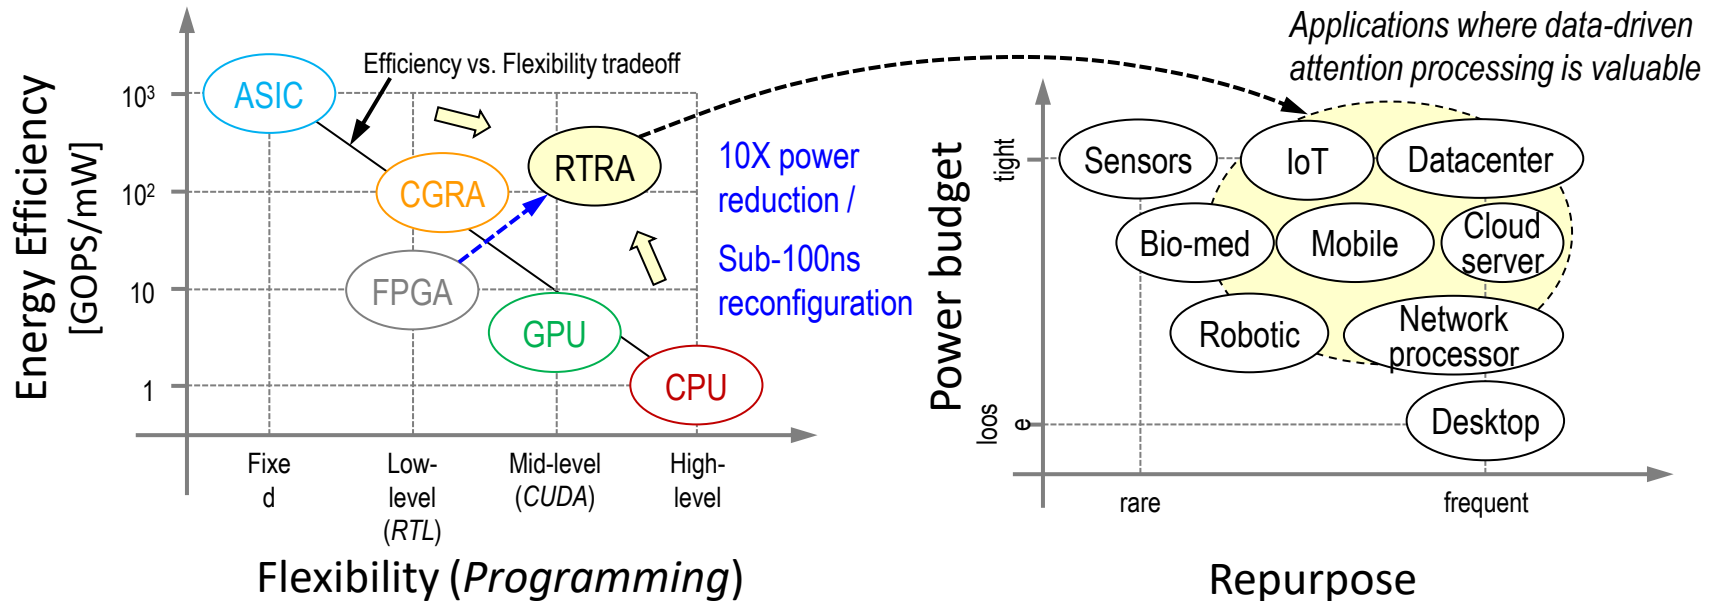 Energy Efficiency
[GOPS/mW]
10³
10²
10
1
Efficiency vs. Flexibility tradeoff
ASIC
CGRA
RTRA
FPGA
GPU
CPU
10X power
reduction /
Sub-100ns
reconfiguration
Fixe
d
Low-
level
(RTL)
Mid-level
(CUDA)
High-
level
Flexibility (Programming)
Applications where data-driven
attention processing is valuable
Power budget
tight
loos
e
Sensors
IoT
Datacenter
Bio-med
Mobile
Cloud
server
Robotic
Network
processor
Desktop
rare
frequent
Repurpose